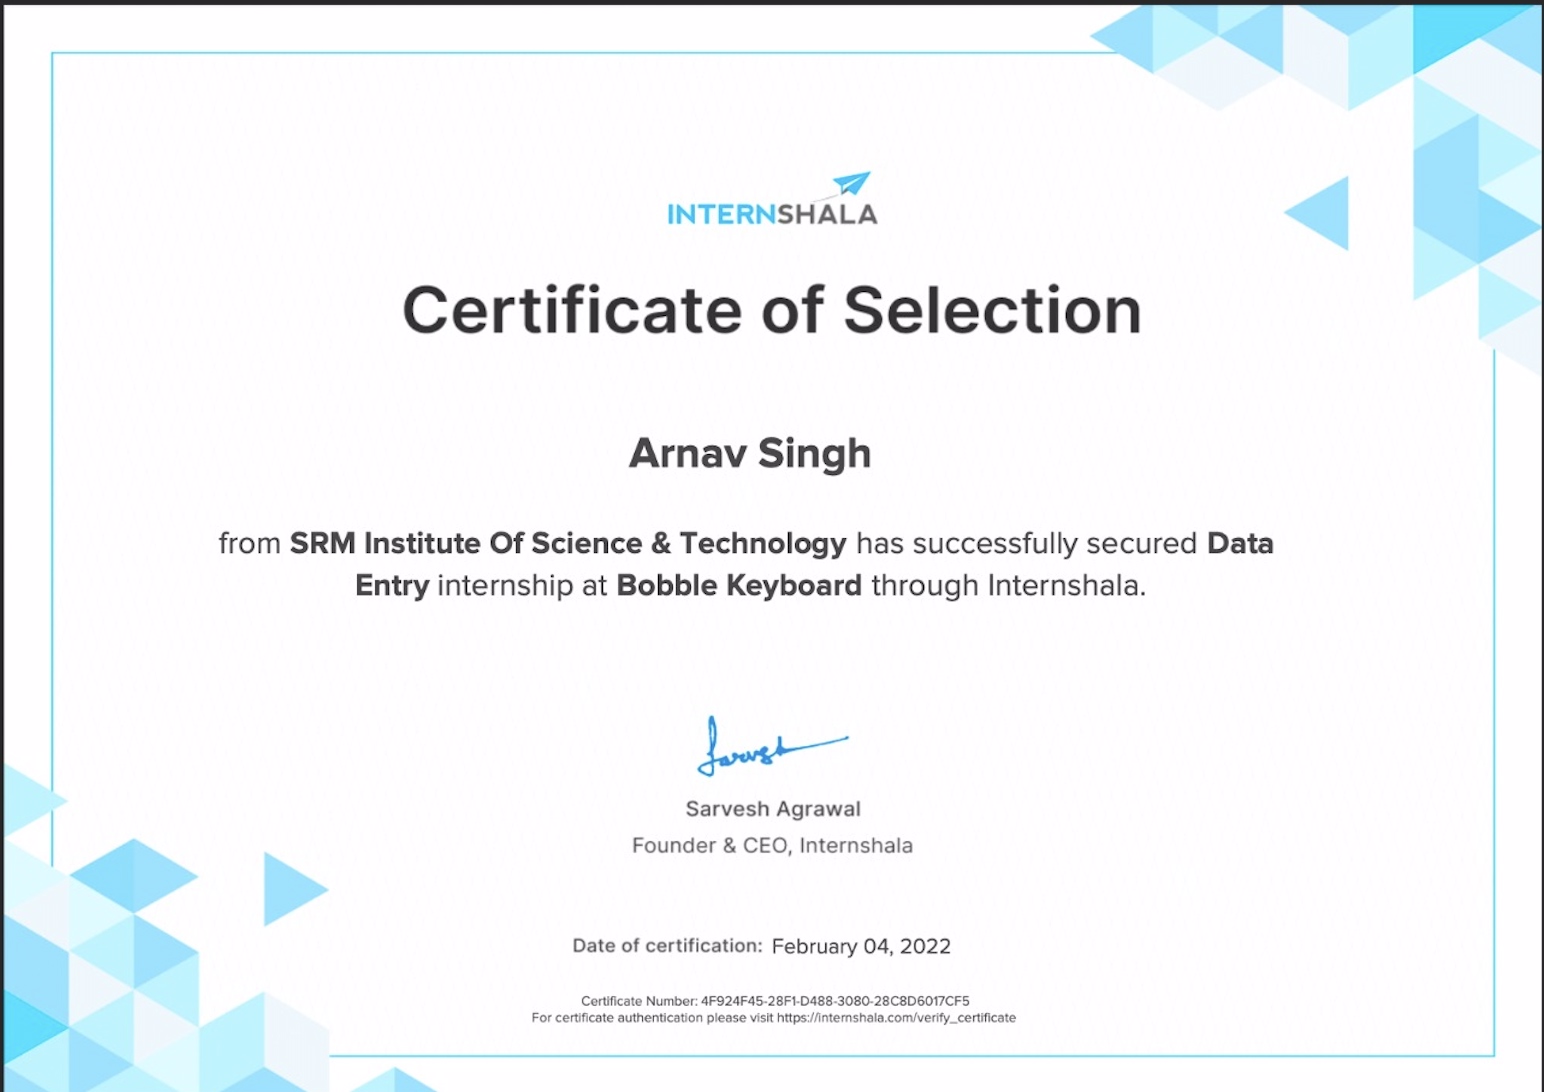 INTERNSHALA
Certificate of Selection
Arnav Singh
from SRM Institute Of Science & Technology has successfully secured Data
Entry internship at Bobble Keyboard through Internshala.
Sarvesh
Sarvesh Agrawal
Founder & CEO, Internshala
Date of certification: February 04, 2022
Certificate Number: 4F924F45-28F1-D488-3080-28C8D6017CF5
For certificate authentication please visit https://internshala.com/verify_certificate